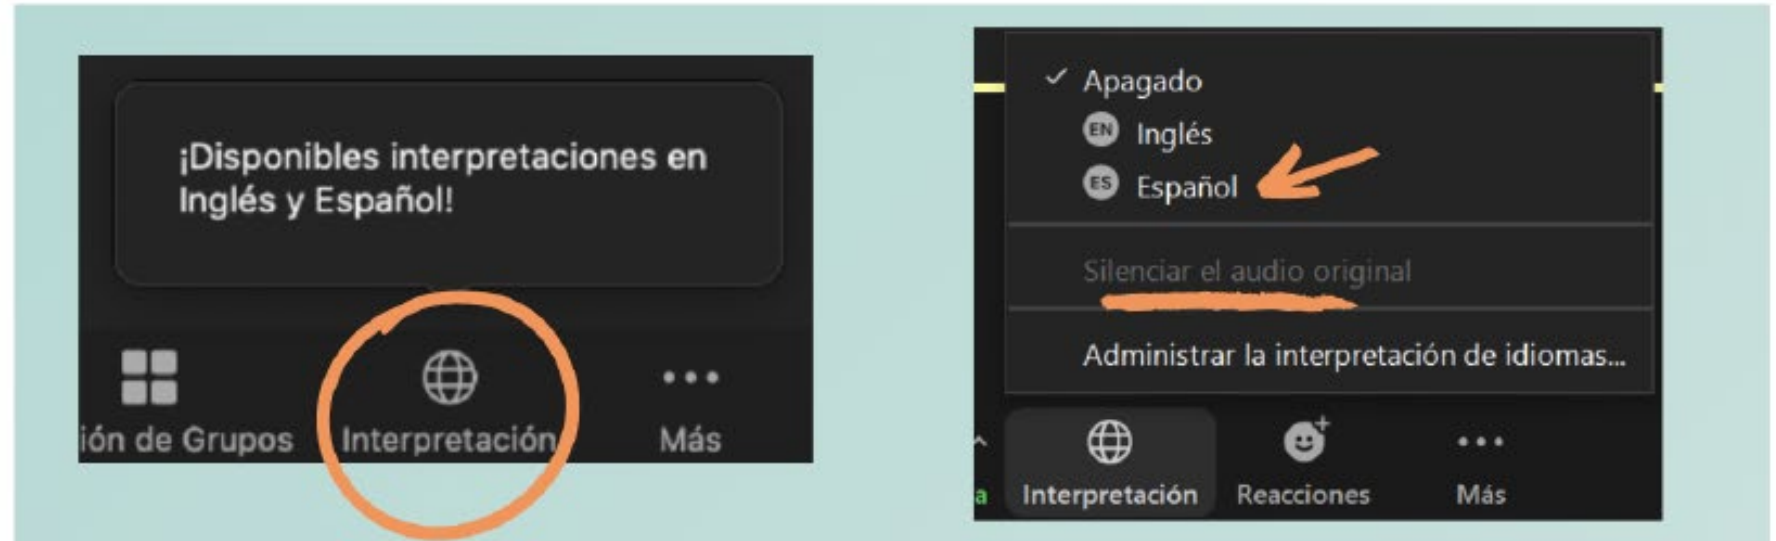 ¡Disponibles interpretaciones en
Inglés y Español!
ión de Grupos
Interpretación
Más
Apagado
EN Inglés
ES Español
Silenciar el audio original
Administrar la interpretación de idiomas...
a
Interpretación
Reacciones
Más